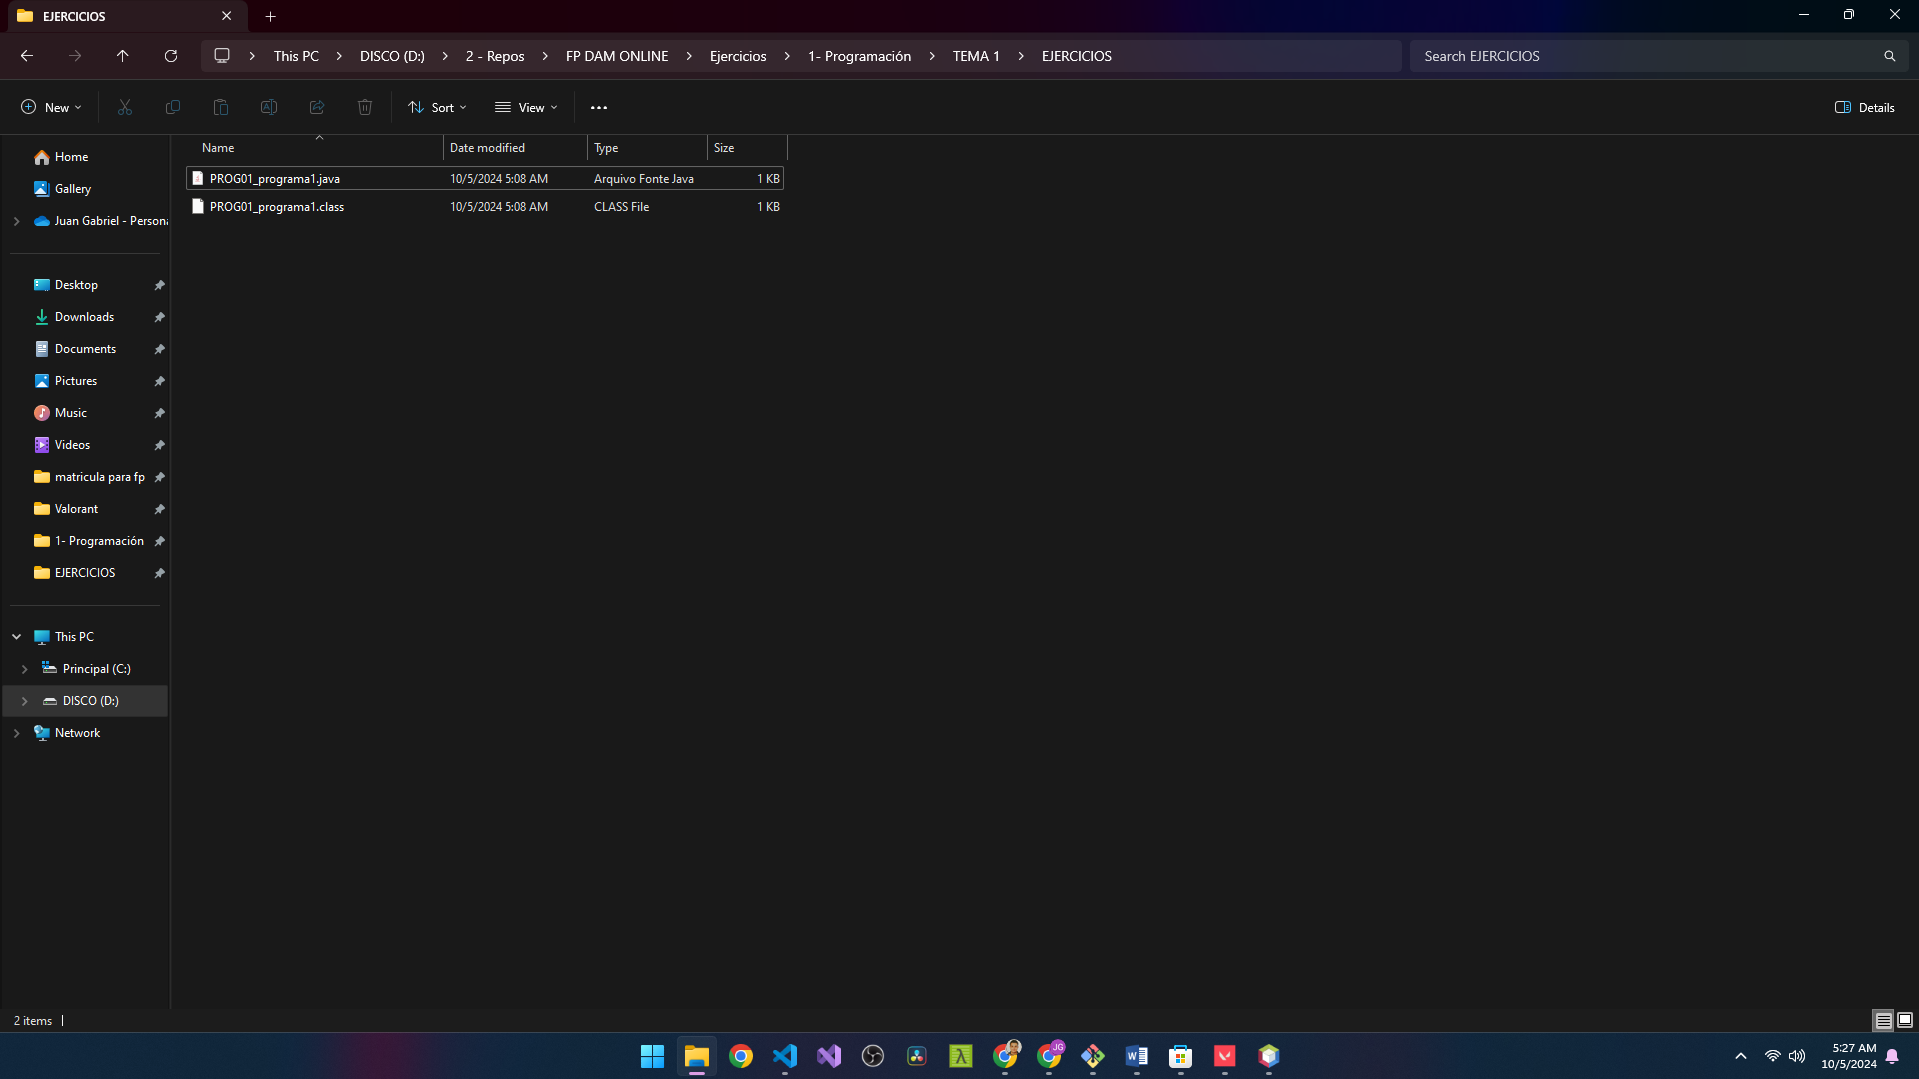 EJERCICIOS
This PC > DISCO (D:) > 2 - Repos > FP DAM ONLINE > Ejercicios > 1- Programación > TEMA 1 > EJERCICIOS
Search EJERCICIOS
New
Sort
View
Details
Name Date modified Type Size
PROG01_programa1.java 10/5/2024 5:08 AM Arquivo Fonte Java 1 KB
PROG01_programa1.class 10/5/2024 5:08 AM CLASS File 1 KB
Home
Gallery
Juan Gabriel - Persona
Desktop
Downloads
Documents
Pictures
Music
Videos
matricula para fp
Valorant
1- Programación
EJERCICIOS
This PC
Principal (C:)
DISCO (D:)
Network
2 items
JG
5:27 AM
10/5/2024